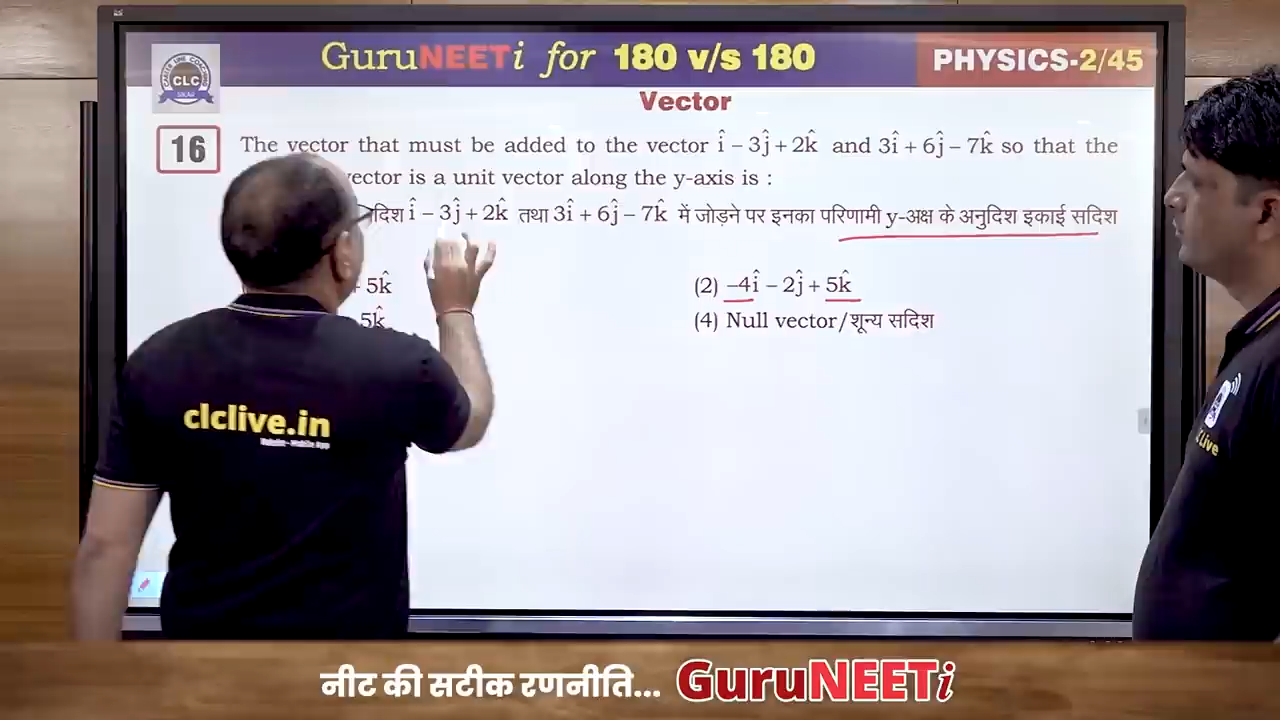 GuruNEETi for 180 v/s 180
PHYSICS-2/45
CLC
Vector
16
The vector that must be added to the vector î − 3ĵ + 2k̂ and 3î + 6ĵ − 7k̂ so that the
vector is a unit vector along the y-axis is :
î − 3ĵ + 2k̂ तथा 3î + 6ĵ − 7k̂ में जोड़ने पर इनका परिणामी y-अक्ष के अनुदिश इकाई सदिश
5k̂
(2) −4î − 2ĵ + 5k̂
5k̂
(4) Null vector/शून्य सदिश
clclive.in
Live
नीट की सटीक रणनीति... GuruNEETi